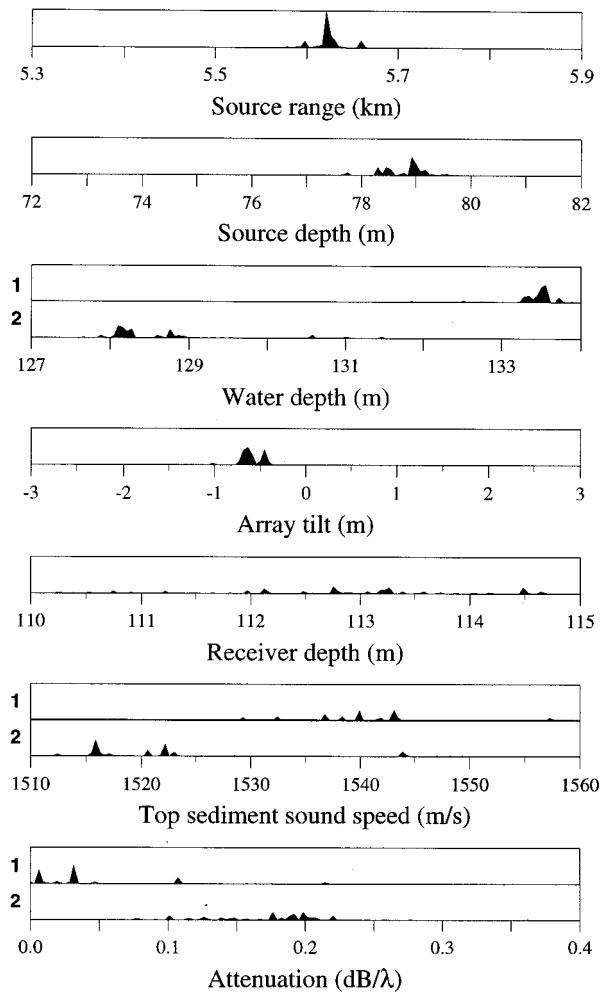 5.3 5.5 5.7 5.9
Source range (km)
72 74 76 78 80 82
Source depth (m)
1
2
127 129 131 133
Water depth (m)
-3 -2 -1 0 1 2 3
Array tilt (m)
110 111 112 113 114 115
Receiver depth (m)
1
2
1510 1520 1530 1540 1550 1560
Top sediment sound speed (m/s)
1
2
0.0 0.1 0.2 0.3 0.4
Attenuation (dB/λ)